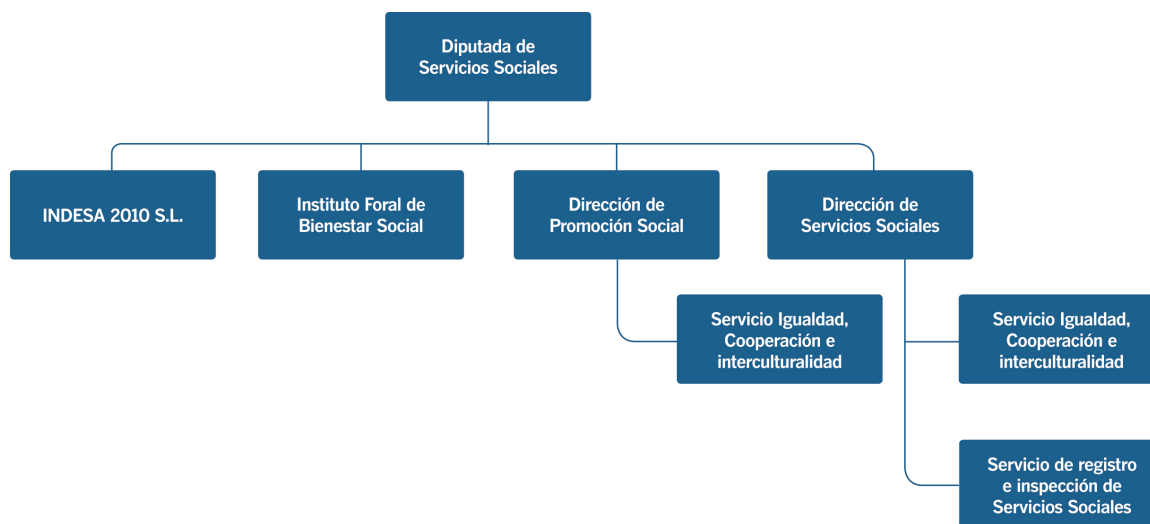 Diputada de
Servicios Sociales
INDESA 2010 S.L.
Instituto Foral de
Bienestar Social
Dirección de
Promoción Social
Dirección de
Servicios Sociales
Servicio Igualdad,
Cooperación e
interculturalidad
Servicio Igualdad,
Cooperación e
interculturalidad
Servicio de registro
e inspección de
Servicios Sociales